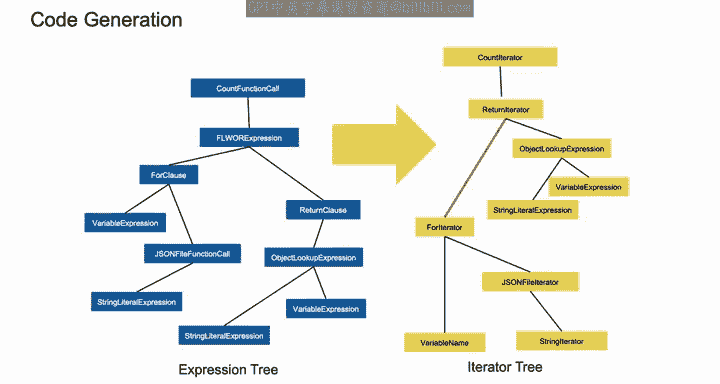 Code Generation
CountFunctionCall
FLWORExpression
ForClause
VariableExpression
ReturnClause
JSONFileFunctionCall
ObjectLookupExpression
StringLiteralExpression
VariableExpression
StringLiteralExpression
Expression Tree
CountIterator
ReturnIterator
ObjectLookupExpression
VariableExpression
StringLiteralExpression
ForIterator
JSONFileIterator
VariableName
StringIterator
Iterator Tree